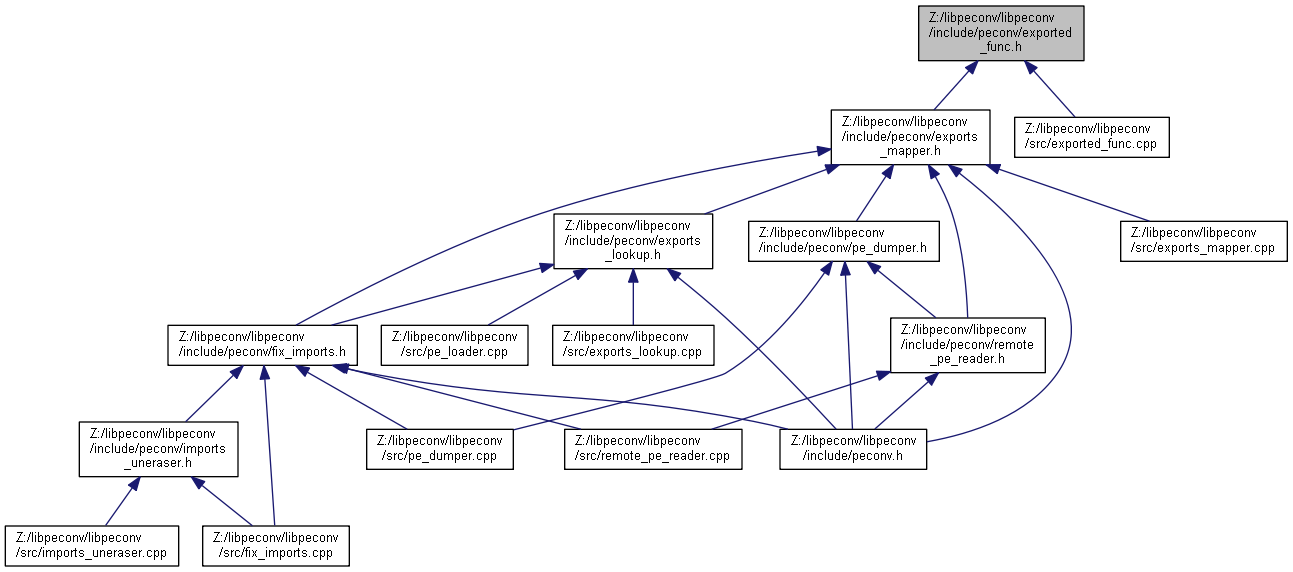 Z:/libpeconv/libpeconv
/include/peconv/exported
_func.h
Z:/libpeconv/libpeconv
/include/peconv/exports
_mapper.h
Z:/libpeconv/libpeconv
/src/exported_func.cpp
Z:/libpeconv/libpeconv
/include/peconv/exports
_lookup.h
Z:/libpeconv/libpeconv
/include/peconv/pe_dumper.h
Z:/libpeconv/libpeconv
/src/exports_mapper.cpp
Z:/libpeconv/libpeconv
/include/peconv/fix_imports.h
Z:/libpeconv/libpeconv
/src/pe_loader.cpp
Z:/libpeconv/libpeconv
/src/exports_lookup.cpp
Z:/libpeconv/libpeconv
/include/peconv/remote
_pe_reader.h
Z:/libpeconv/libpeconv
/include/peconv/imports
_uneraser.h
Z:/libpeconv/libpeconv
/src/pe_dumper.cpp
Z:/libpeconv/libpeconv
/src/remote_pe_reader.cpp
Z:/libpeconv/libpeconv
/include/peconv.h
Z:/libpeconv/libpeconv
/src/imports_uneraser.cpp
Z:/libpeconv/libpeconv
/src/fix_imports.cpp